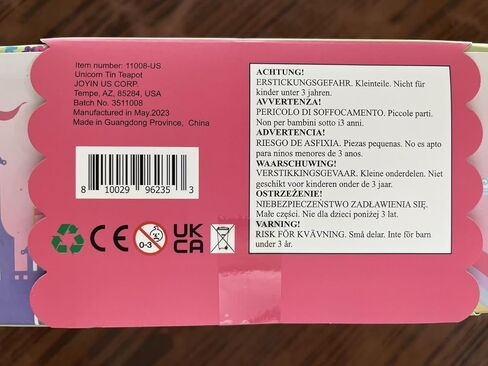 Item number: 11008-US
Unicorn Tin Teapot
JOYIN US CORP.
Tempe, AZ, 85284, USA
Batch No. 3511008
Manufactured in May.2023
Made in Guangdong Province, China
8 10029 96235 3
CE
0-3
UK
CA
ACHTUNG!
ERSTICKUNGSGEFAHR. Kleinteile. Nicht für
kinder unter 3 jahren.
AVVERTENZA!
PERICOLO DI SOFFOCAMENTO. Piccole parti.
Non per bambini sotto i3 anni.
ADVERTENCIA!
RIESGO DE ASFIXIA. Piezas pequenas. No es apto
para ninos menores de 3 anos.
WAARSCHUWING!
VERSTIKKINGSGEVAAR. Kleine onderdelen. Niet
geschikt voor kinderen onder de 3 jaar.
OSTRZEŻENIE!
NIEBEZPIECZEŃSTWO ZADŁAWIENIA SIĘ.
Małe części. Nie dla dzieci poniżej 3 lat.
VARNING!
RISK FÖR KVÄVNING. Små delar. Inte för barn
under 3 år.